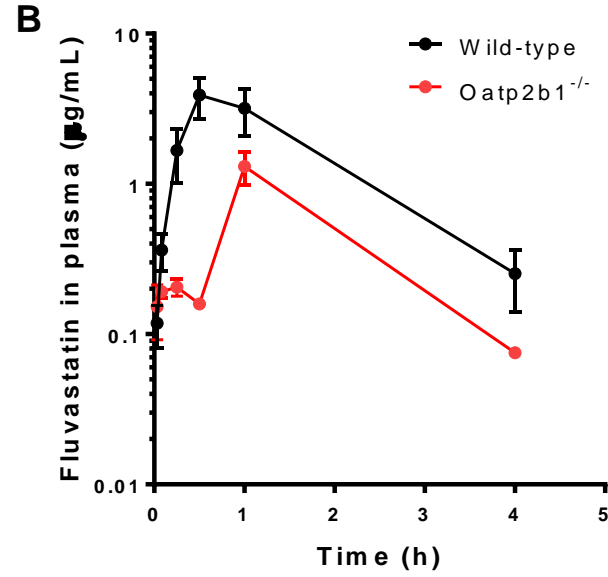 B
Wild-type
Oatp2b1-/-
Fluvastatin in plasma (μg/mL)
10
1
0.1
0.01
0 1 2 3 4 5
Time (h)